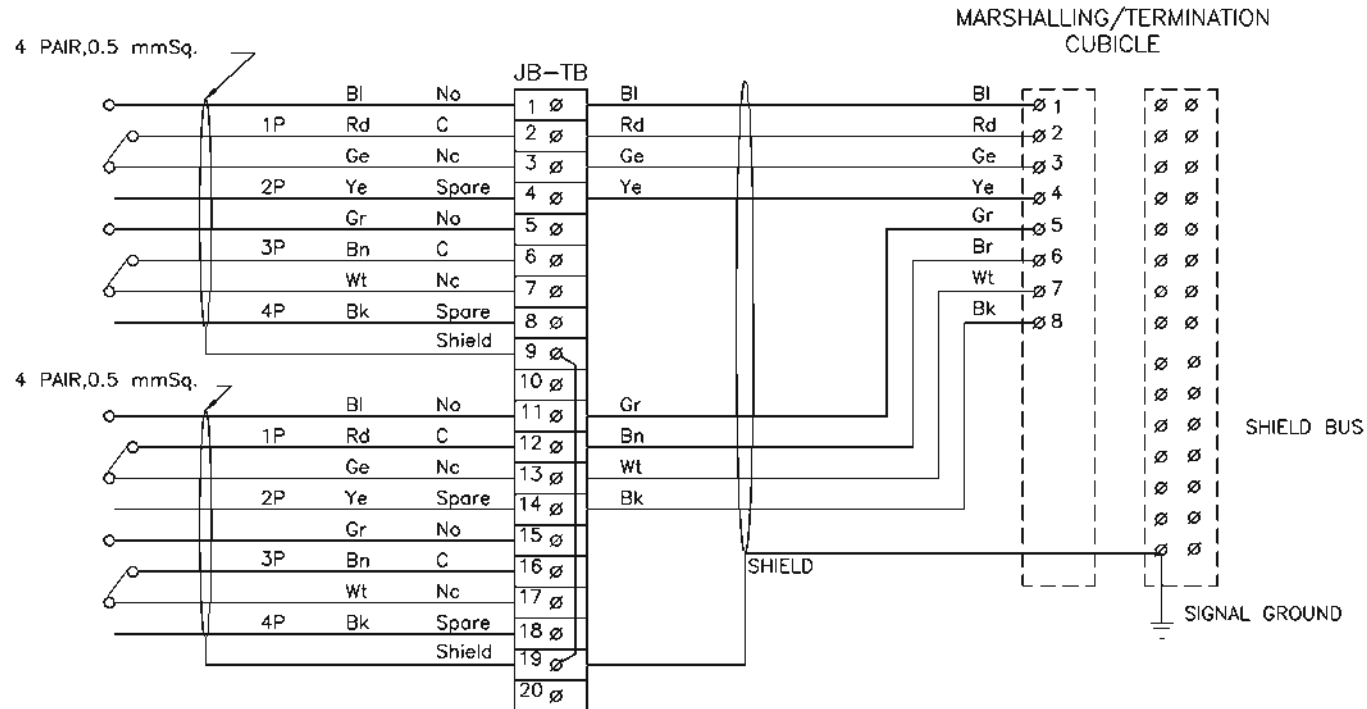 MARSHALLING/TERMINATION
CUBICLE
4 PAIR,0.5 mmSq.
JB-TB
Bl No 1 Bl Bl 1
1P Rd C 2 Rd Rd 2
Ge Nc 3 Ge Ge 3
2P Ye Spare 4 Ye Ye 4
Gr No 5 Gr 5
3P Bn C 6 Br 6
Wt Nc 7 Wt 7
4P Bk Spare 8 Bk 8
Shield 9
10
4 PAIR,0.5 mmSq.
Bl No 11 Gr
1P Rd C 12 Bn
Ge Nc 13 Wt
2P Ye Spare 14 Bk
Gr No 15
3P Bn C 16
Wt Nc 17
4P Bk Spare 18
Shield 19
20
SHIELD
SHIELD BUS
SIGNAL GROUND